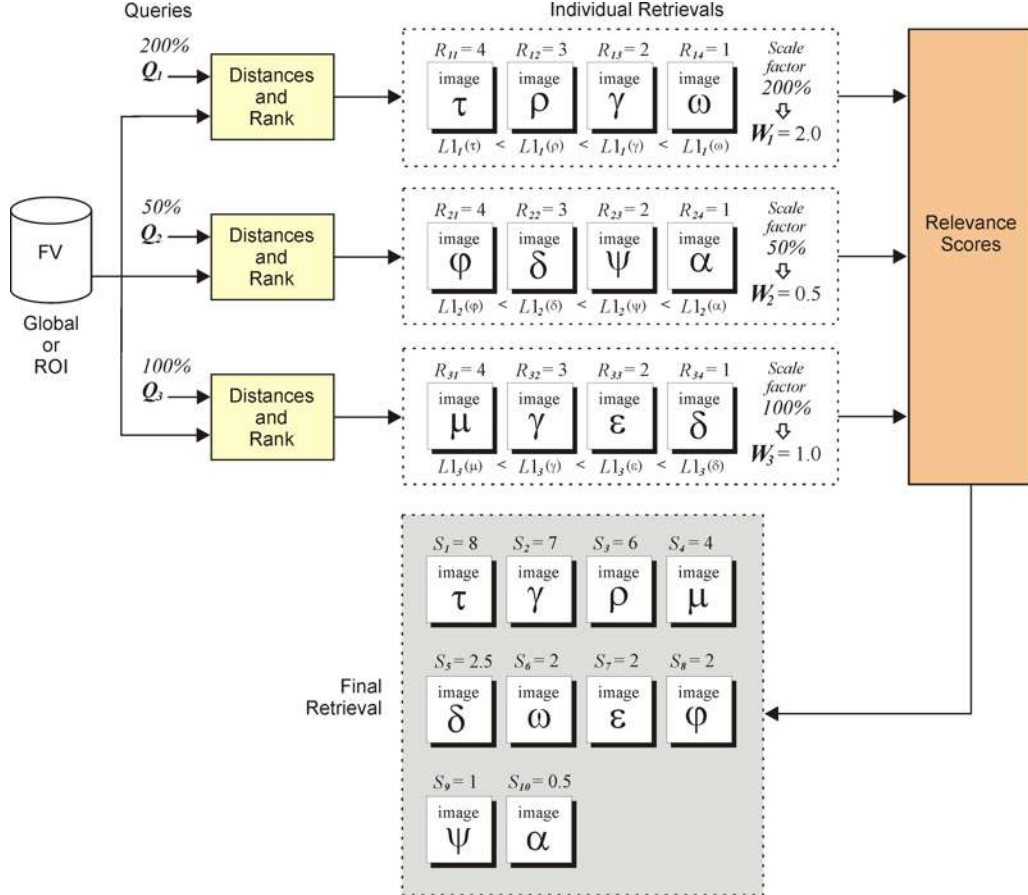 Queries
Individual Retrievals
200%
Q1
Distances
and
Rank
R11 = 4 R12 = 3 R13 = 2 R14 = 1
image image image image
τ ρ γ ω
L11(τ) < L11(ρ) < L11(γ) < L11(ω)
Scale
factor
200%
W1 = 2.0
50%
Q2
Distances
and
Rank
R21 = 4 R22 = 3 R23 = 2 R24 = 1
image image image image
φ δ ψ α
L12(φ) < L12(δ) < L12(ψ) < L12(α)
Scale
factor
50%
W2 = 0.5
Relevance
Scores
FV
Global
or
ROI
100%
Q3
Distances
and
Rank
R31 = 4 R32 = 3 R33 = 2 R34 = 1
image image image image
μ γ ε δ
L13(μ) < L13(γ) < L13(ε) < L13(δ)
Scale
factor
100%
W3 = 1.0
S1 = 8 S2 = 7 S3 = 6 S4 = 4
image image image image
τ γ ρ μ
S5 = 2.5 S6 = 2 S7 = 2 S8 = 2
image image image image
δ ω ε φ
Final
Retrieval
S9 = 1 S10 = 0.5
image image
ψ α